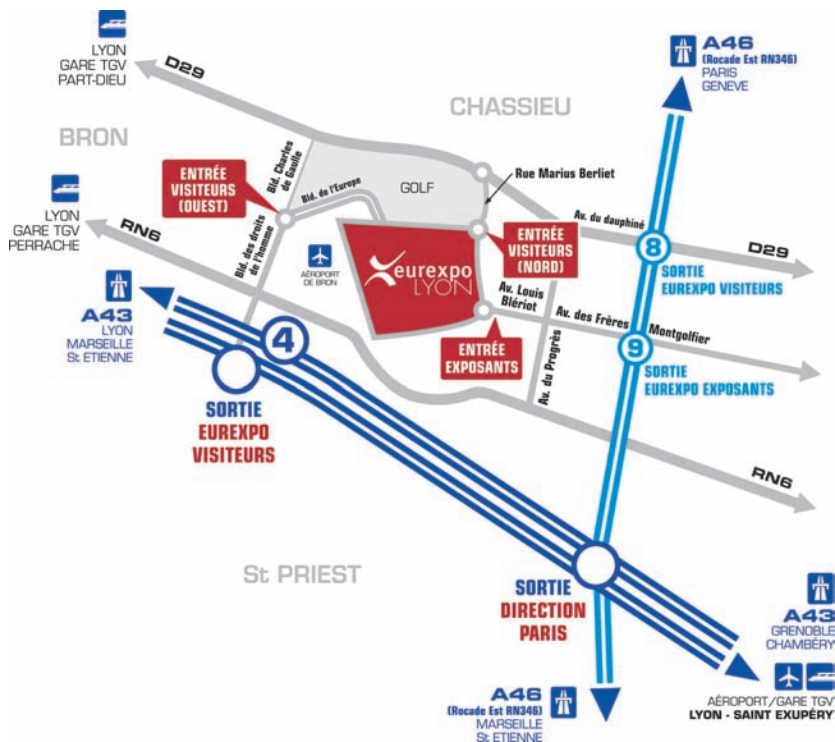 LYON
GARE TGV
PART-DIEU
D29
A46
(Rocade Est RN346)
PARIS
GENEVE
CHASSIEU
BRON
ENTRÉE
VISITEURS
(OUEST)
Bld. Charles
de Gaulle
Bld. de l'Europe
GOLF
Rue Marius Berliet
LYON
GARE TGV
PERRACHE
RN6
Bld. des droits
de l'homme
AÉROPORT
DE BRON
eurexpo
LYON
ENTRÉE
VISITEURS
(NORD)
Av. du dauphiné
8
D29
SORTIE
EUREXPO VISITEURS
A43
LYON
MARSEILLE
St ETIENNE
4
Av. Louis
Blériot
Av. des Frères Montgolfier
9
ENTRÉE
EXPOSANTS
Av. du Progrès
SORTIE
EUREXPO EXPOSANTS
SORTIE
EUREXPO
VISITEURS
RN6
St PRIEST
SORTIE
DIRECTION
PARIS
A43
GRENOBLE
CHAMBÉRY
A46
(Rocade Est RN346)
MARSEILLE
St ETIENNE
AÉROPORT/GARE TGV
LYON - SAINT EXUPÉRY